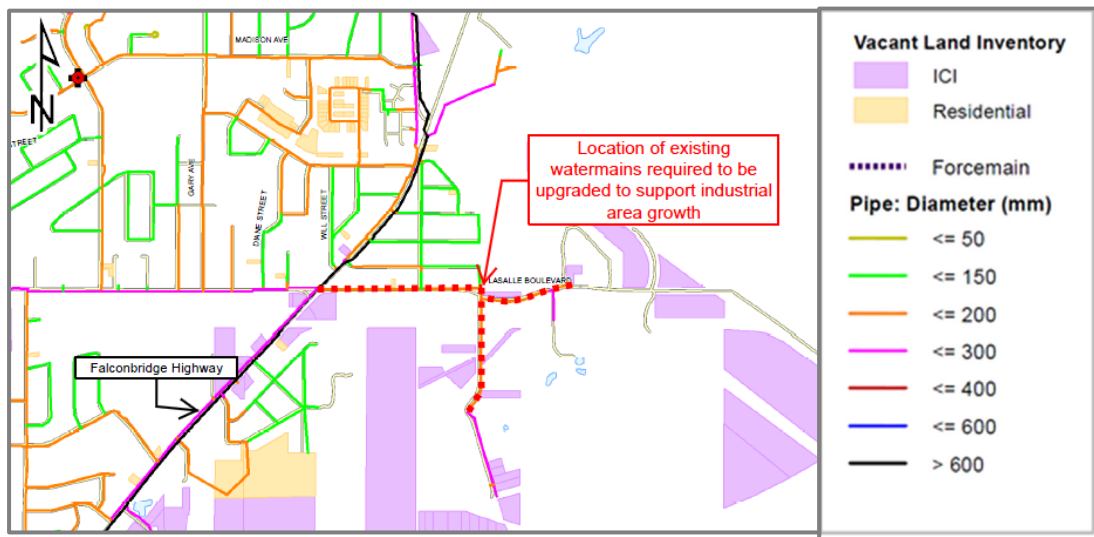 MADISON AVE
N
STREET
GARY AVE
DIANE STREET
WILL STREET
Location of existing
watermains required to be
upgraded to support industrial
area growth
LASALLE BOULEVARD
Falconbridge Highway
Vacant Land Inventory
ICI
Residential
Forcemain
Pipe: Diameter (mm)
<= 50
<= 150
<= 200
<= 300
<= 400
<= 600
> 600